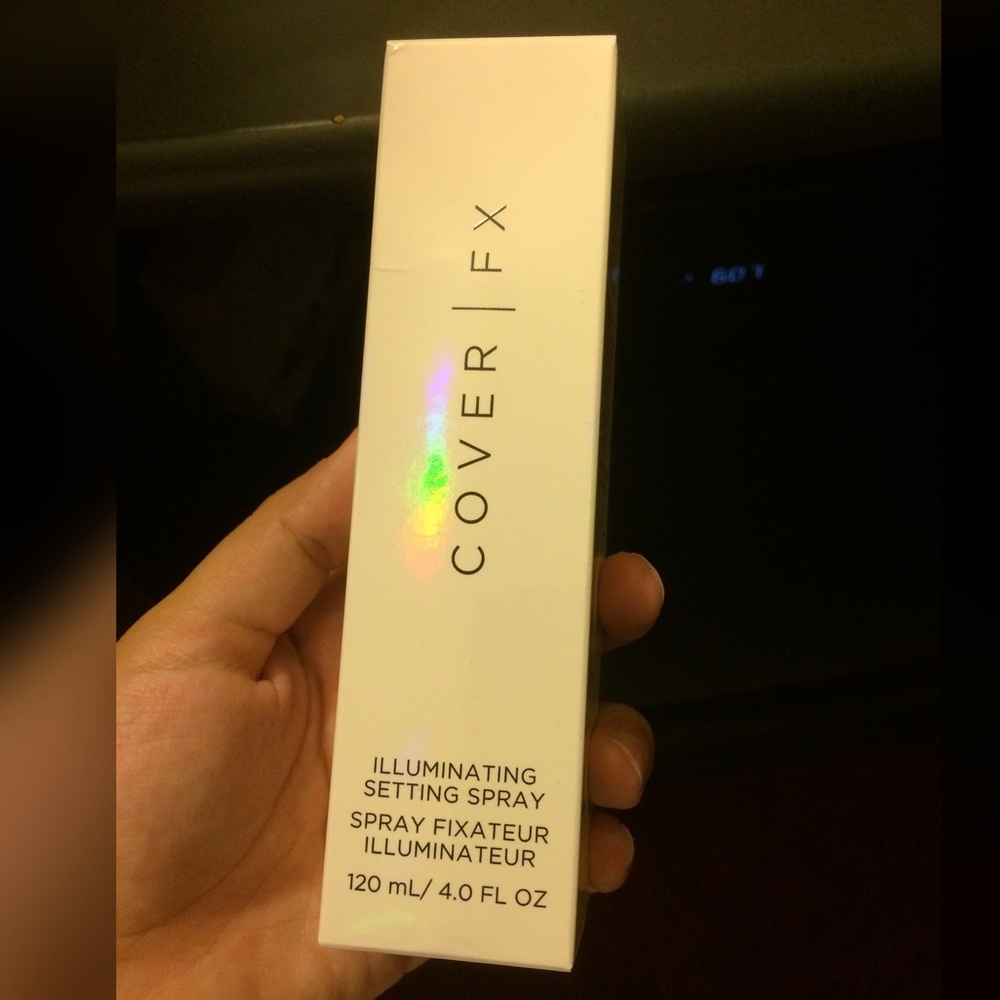 COVER | FX
ILLUMINATING
SETTING SPRAY
SPRAY FIXATEUR
ILLUMINATEUR
120 mL/ 4.0 FL OZ